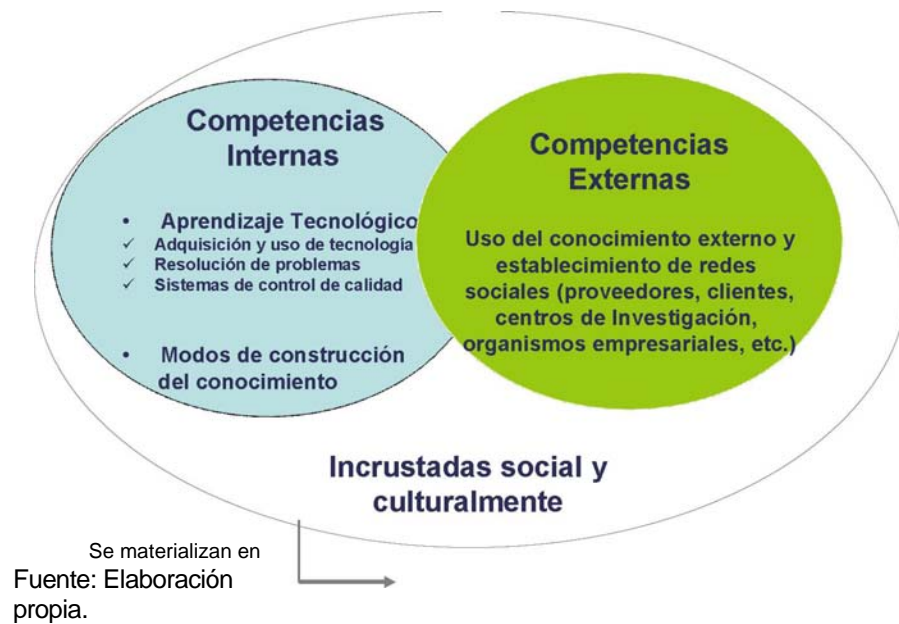 Competencias
Internas
• Aprendizaje Tecnológico
✓ Adquisición y uso de tecnología
✓ Resolución de problemas
✓ Sistemas de control de calidad
• Modos de construcción
del conocimiento
Competencias
Externas
Uso del conocimiento externo y
establecimiento de redes
sociales (proveedores, clientes,
centros de Investigación,
organismos empresariales, etc.)
Incrustadas social y
culturalmente
Se materializan en
Fuente: Elaboración
propia.